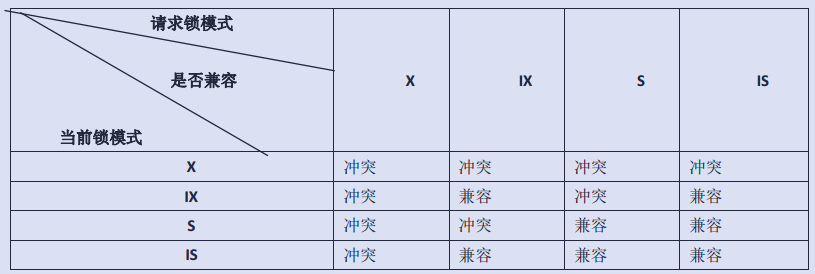 请求锁模式
是否兼容
当前锁模式
X IX S IS
X 冲突 冲突 冲突 冲突
IX 冲突 兼容 冲突 兼容
S 冲突 冲突 兼容 兼容
IS 冲突 兼容 兼容 兼容